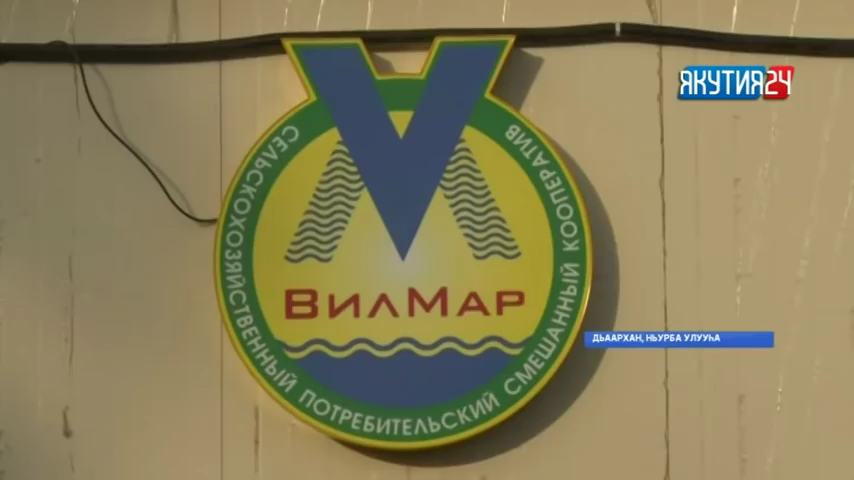 ЯКУТИЯ24
СЕЛЬСКОХОЗЯЙСТВЕННЫЙ ПОТРЕБИТЕЛЬСКИЙ СМЕШАННЫЙ КООПЕРАТИВ
ВИЛМАР
ДЬААРХАН, НЬУРБА УЛУУҺА